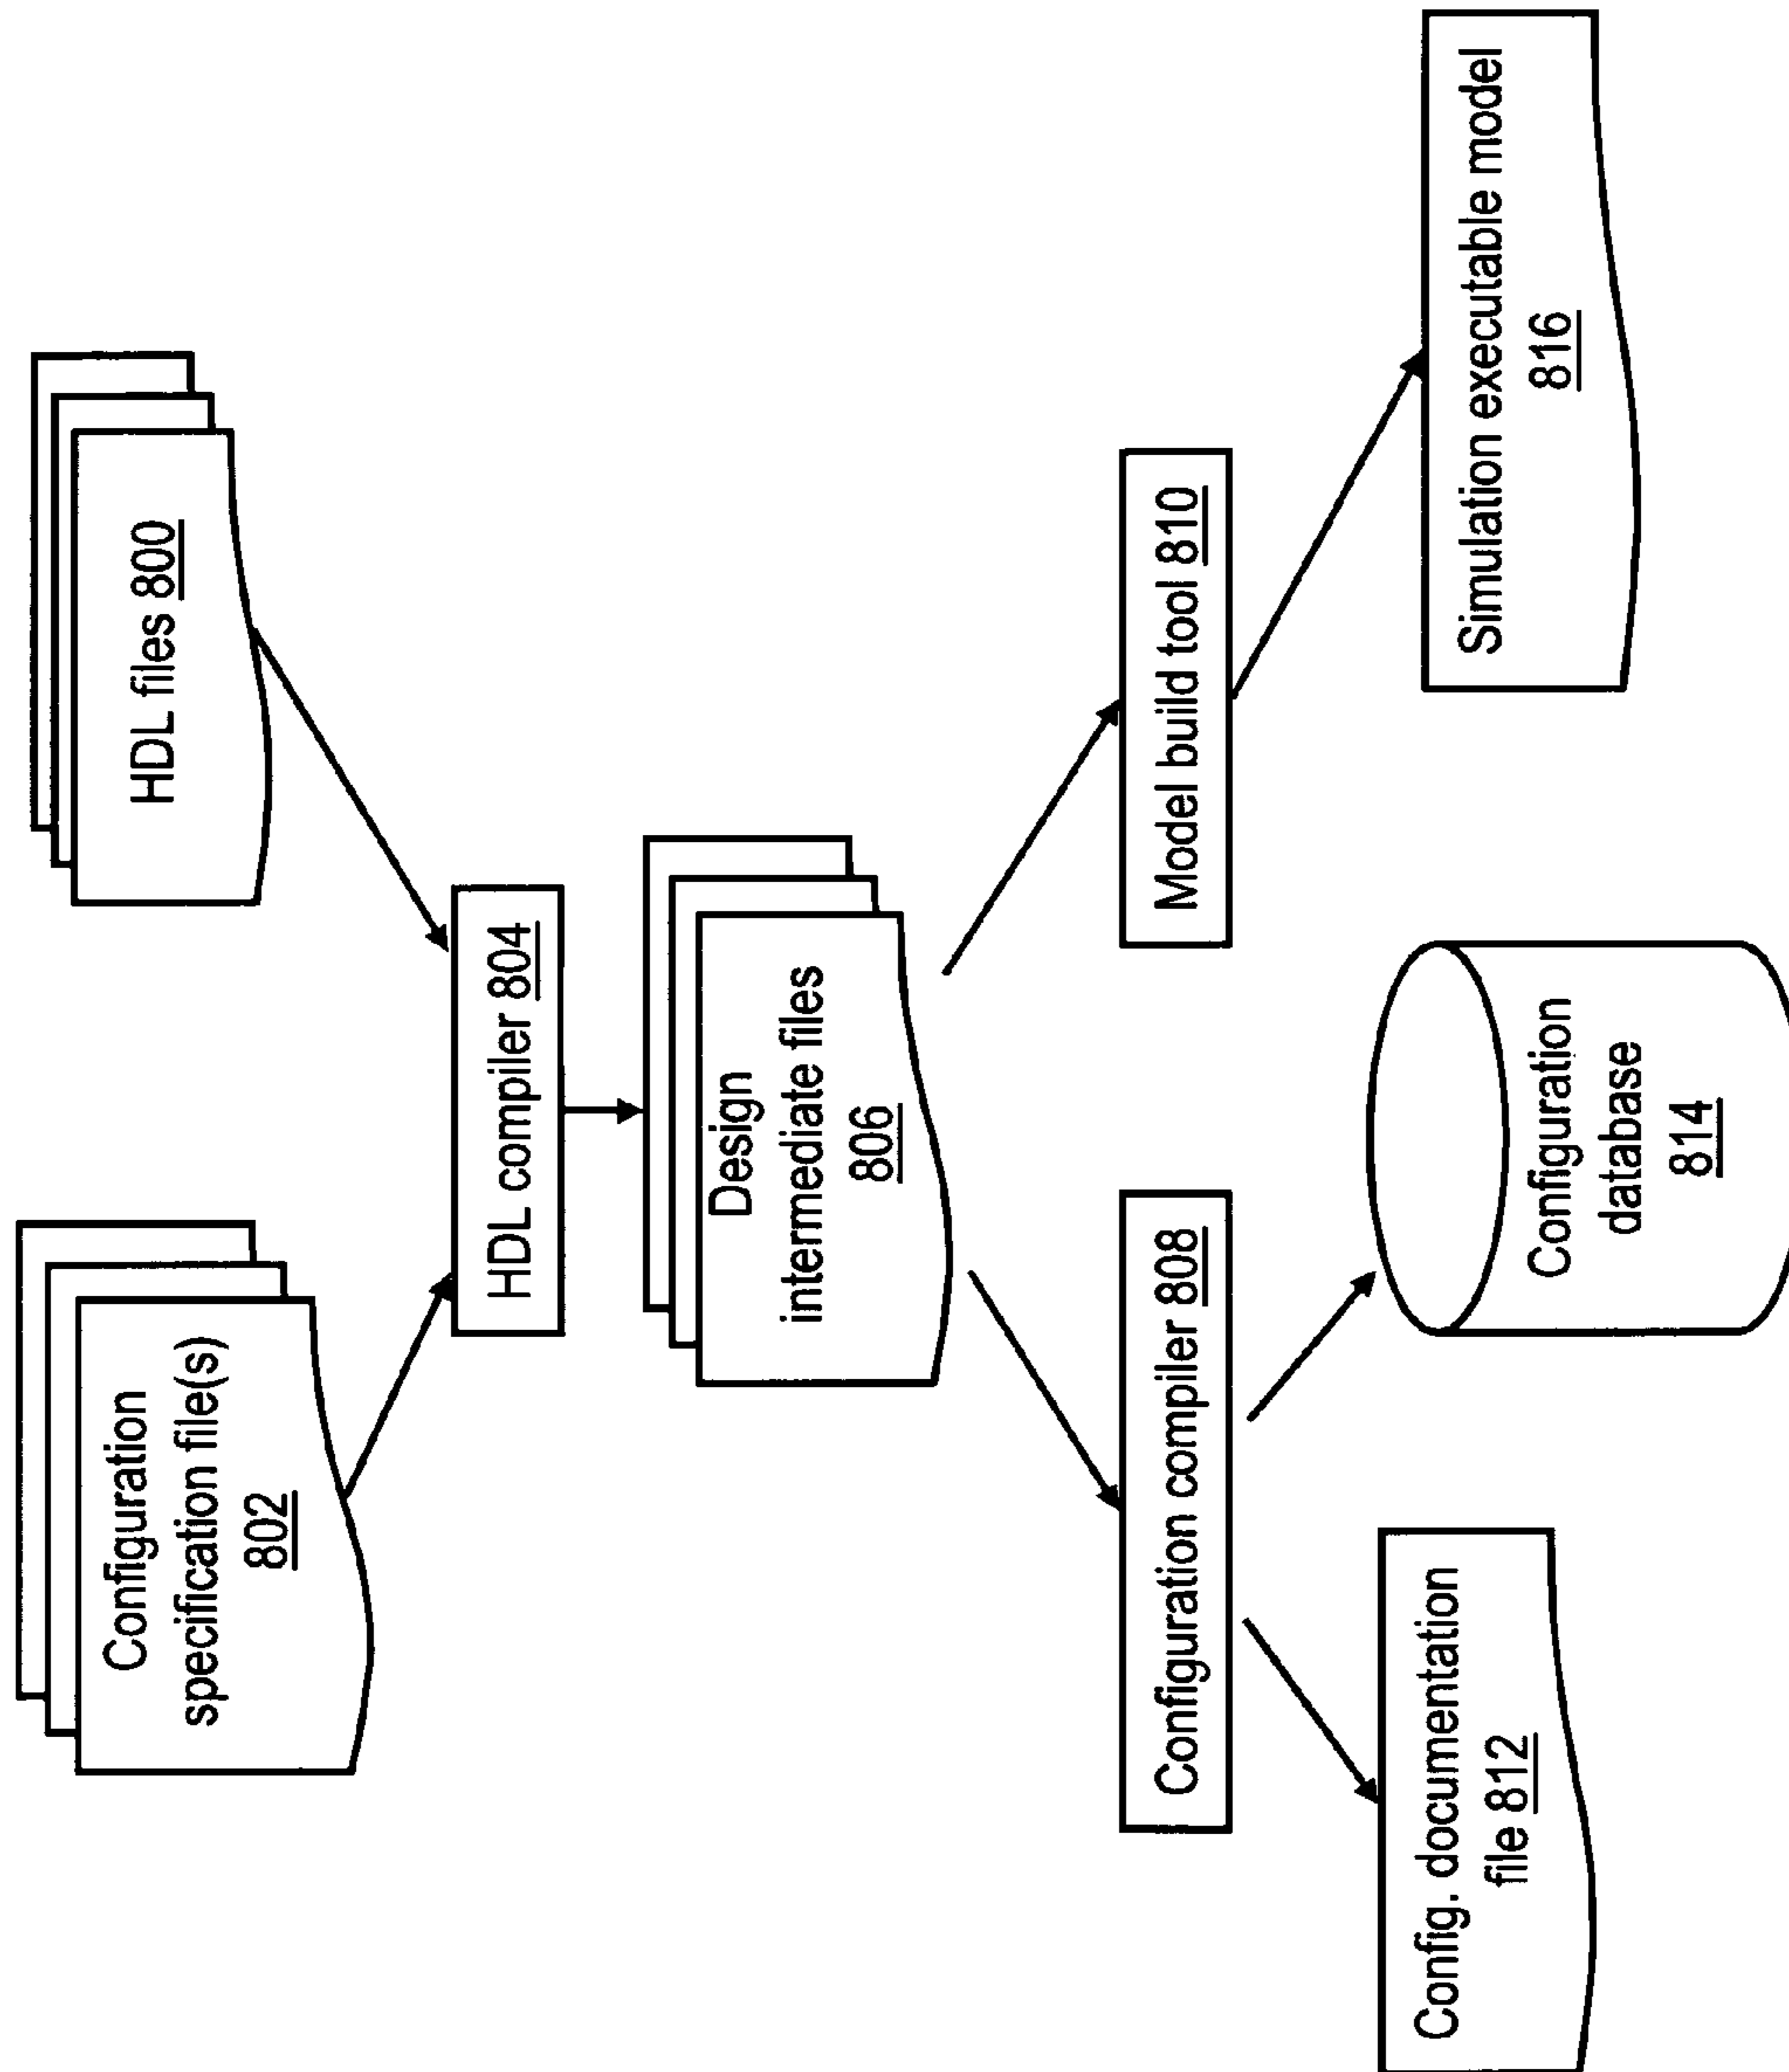 Configuration
specification file(s)
802
HDL files 800
HDL compiler 804
Design
intermediate files
806
Configuration compiler 808
Model build tool 810
Config. documentation
file 812
Configuration
database
814
Simulation executable model
816